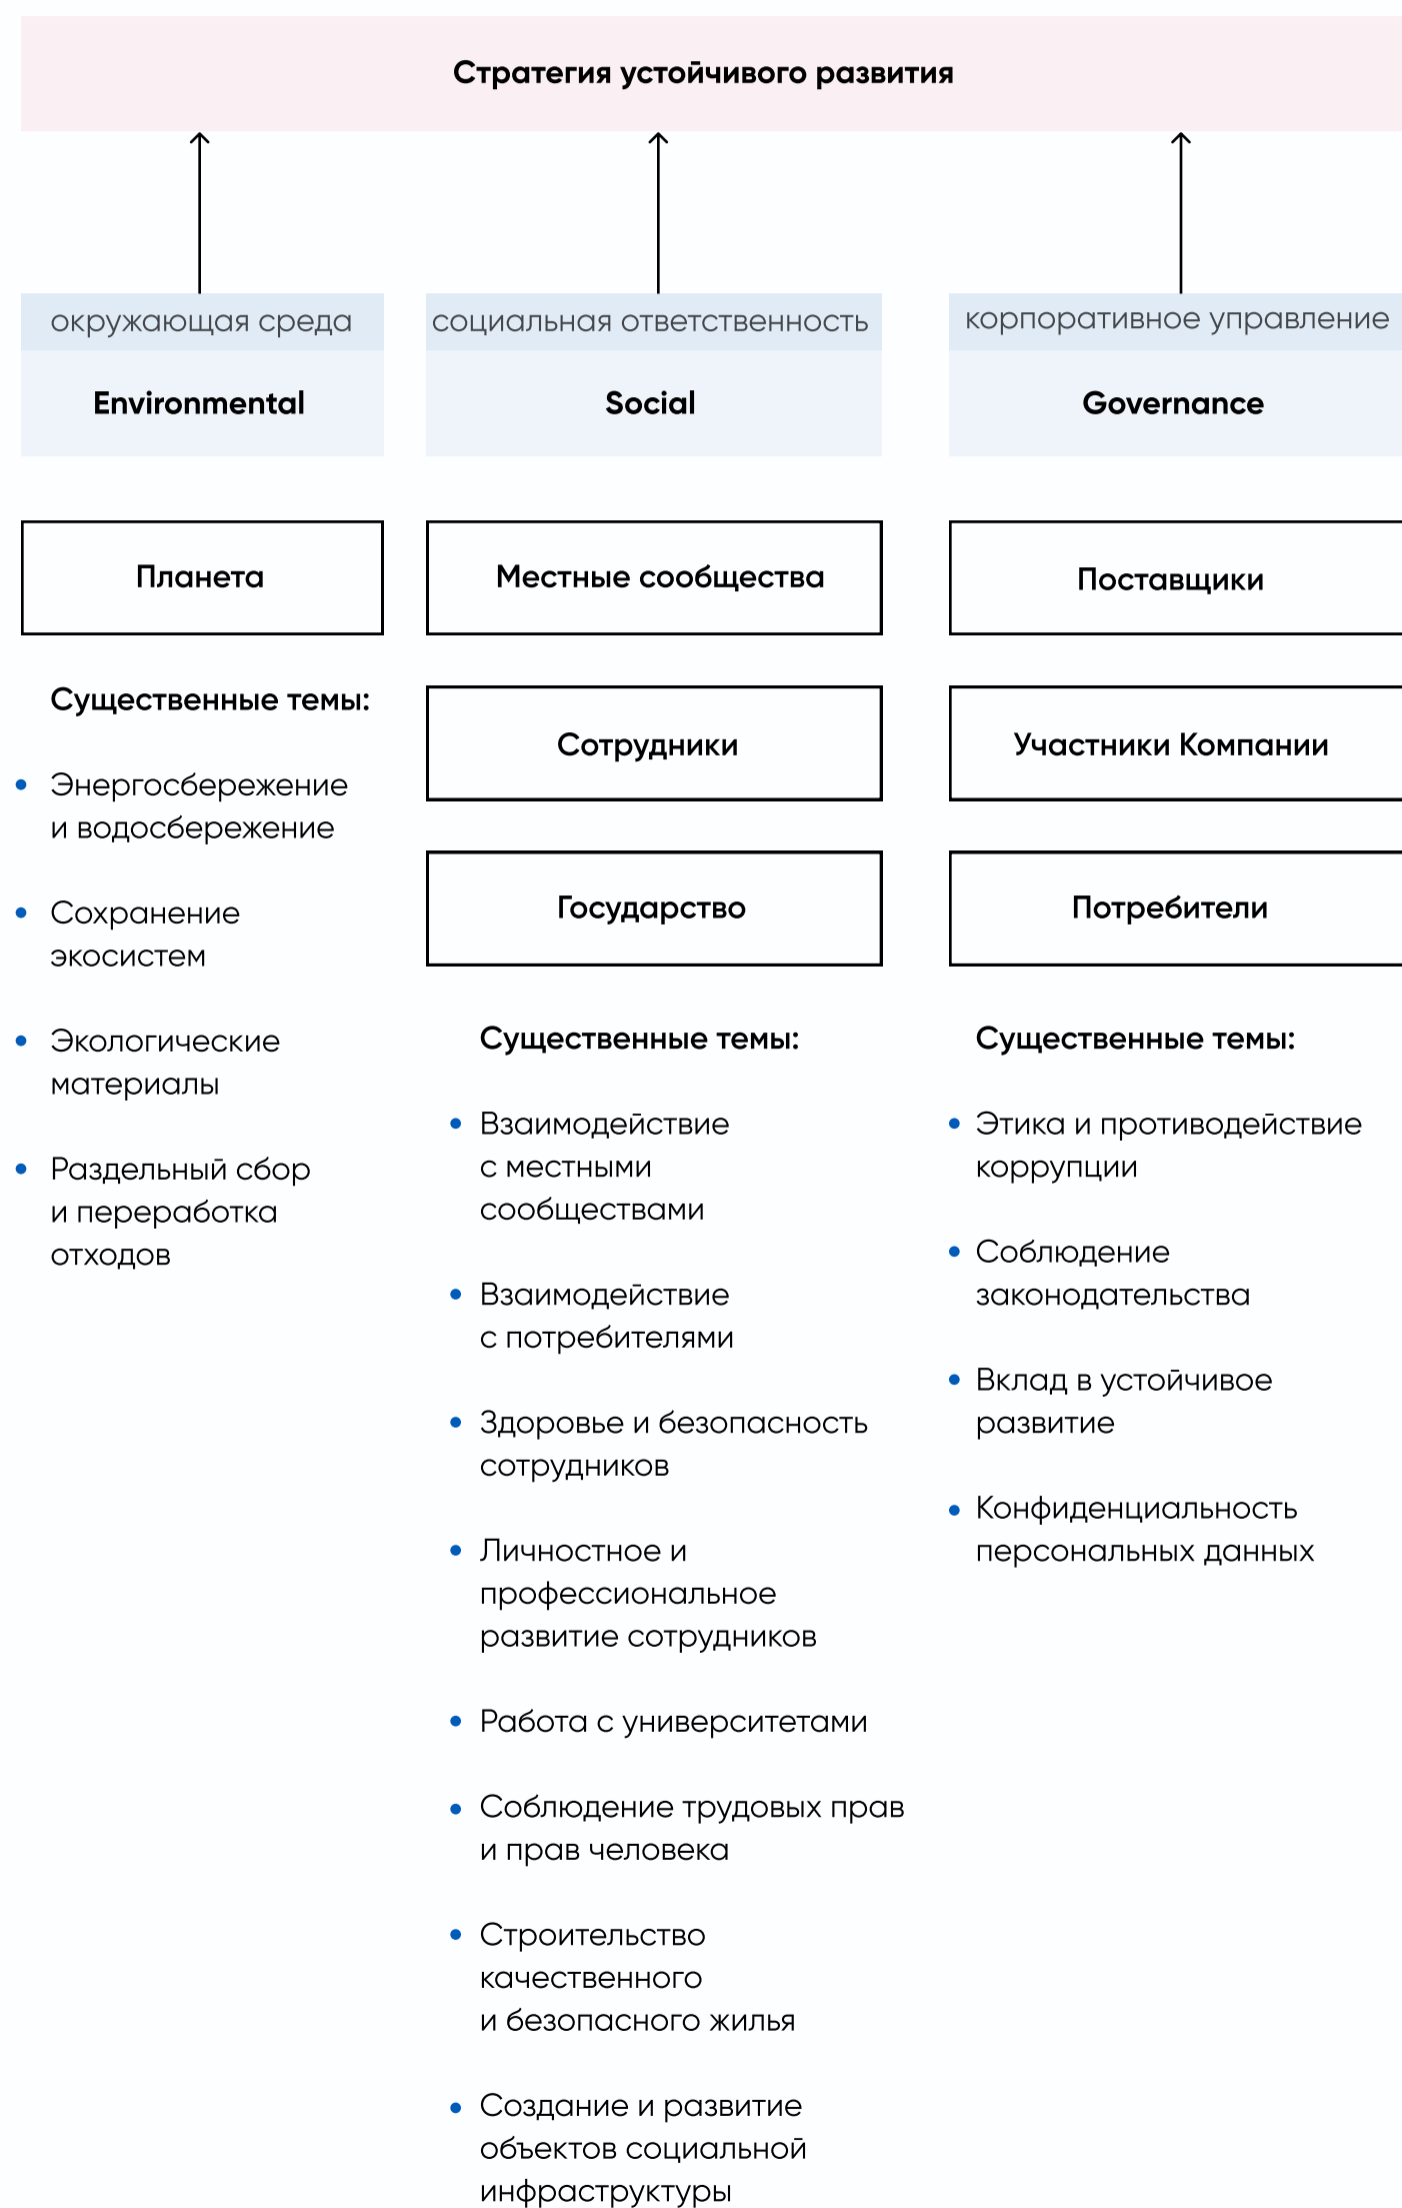 Стратегия устойчивого развития
окружающая среда
Environmental
Планета
Существенные темы:
Энергосбережение
и водосбережение
Сохранение
экосистем
Экологические
материалы
Раздельный сбор
и переработка
отходов
социальная ответственность
Social
Местные сообщества
Сотрудники
Государство
Существенные темы:
Взаимодействие
с местными
сообществами
Взаимодействие
с потребителями
Здоровье и безопасность
сотрудников
Личностное и
профессиональное
развитие сотрудников
Работа с университетами
Соблюдение трудовых прав
и прав человека
Строительство
качественного
и безопасного жилья
Создание и развитие
объектов социальной
инфраструктуры
корпоративное управление
Governance
Поставщики
Участники Компании
Потребители
Существенные темы:
Этика и противодействие
коррупции
Соблюдение
законодательства
Вклад в устойчивое
развитие
Конфиденциальность
персональных данных